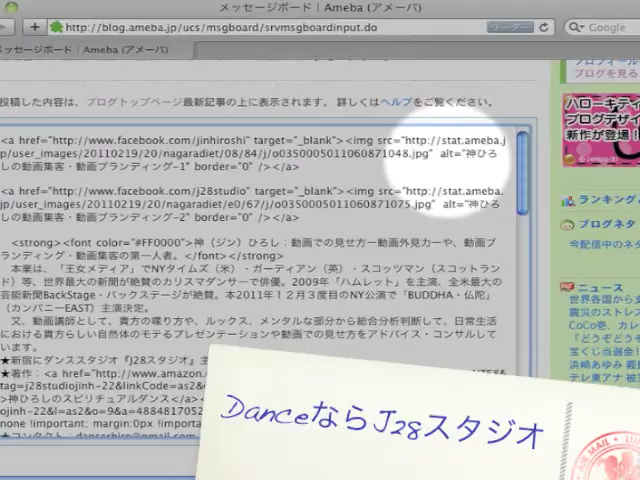 メッセージボード | Ameba (アメーバ)
http://blog.ameba.jp/ucs/msgboard/srvmsgboardinput.do
リーダー
Google
メッセージボード | Ameba (アメーバ)
投稿した内容は、ブログトップページ最新記事の上に表示されます。 詳しくはヘルプをご覧ください。
<a href="http://www.facebook.com/jinhiroshi" target="_blank"><img src="http://stat.ameba.j
p/user_images/20110219/20/nagaradiet/08/84/j/o0350005011060871048.jpg" alt="神ひろ
しの動画集客・動画ブランディング-1" border="0" /></a>
<a href="http://www.facebook.com/j28studio" target="_blank"><img src="http://stat.ameba.
p/user_images/20110219/20/nagaradiet/e0/67/j/o0350005011060871075.jpg" alt="神ひろ
しの動画集客・動画ブランディング-2" border="0" /></a>
<strong><font color="#FF0000">神（ジン）ひろし：動画での見せ方ー動画外見力ーや、動画ブ
ランディング・動画集客の第一人者。</font></strong>
本業は、「王女メディア」でNYタイムズ（米）・ガーディアン（英）・スコッツマン（スコットラン
ド）等、世界最大の新聞が絶賛のカリスマダンサーで俳優。2009年「ハムレット」を主演、全米最大の
芸能新聞BackStage・バックステージが絶賛。本2011年１２月３度目のNY公演で「BUDDHA・仏陀」
（カンパニーEAST）主演決定。
又、動画講師として、貴方の喋り方や、ルックス、メンタルな部分から総合分析判断して、日常生活
における貴方らしい自然体のモテるプレゼンテーションや動画での見せ方をアドバイス・コンサルして
います。
★新宿にダンススタジオ『J28スタジオ』主
★著作：<a href="http://www.amazon.c
tag=j28studiojinh-22&linkCode=as2&
>神ひろしのスピリチュアルダンス</a><
ojinh-22&l=as2&o=9&a=4884817052
none !important; margin:0px !importan
★コンタクト：dancerhiro@gmail.com
プロフィール
ブログを見る
ハローキティ
ブログデザイ
新作が登場！
ランキング
ブログネタ
今配信中のネタ
ニュース
世界各国から支
震災のストレス
CoCo壱、カレ
『どうぞどうぞ
宝くじ当選金!
浜崎あゆみ 義
テレ東アナ 被
DanceならJ28スタジオ
AIR MAIL